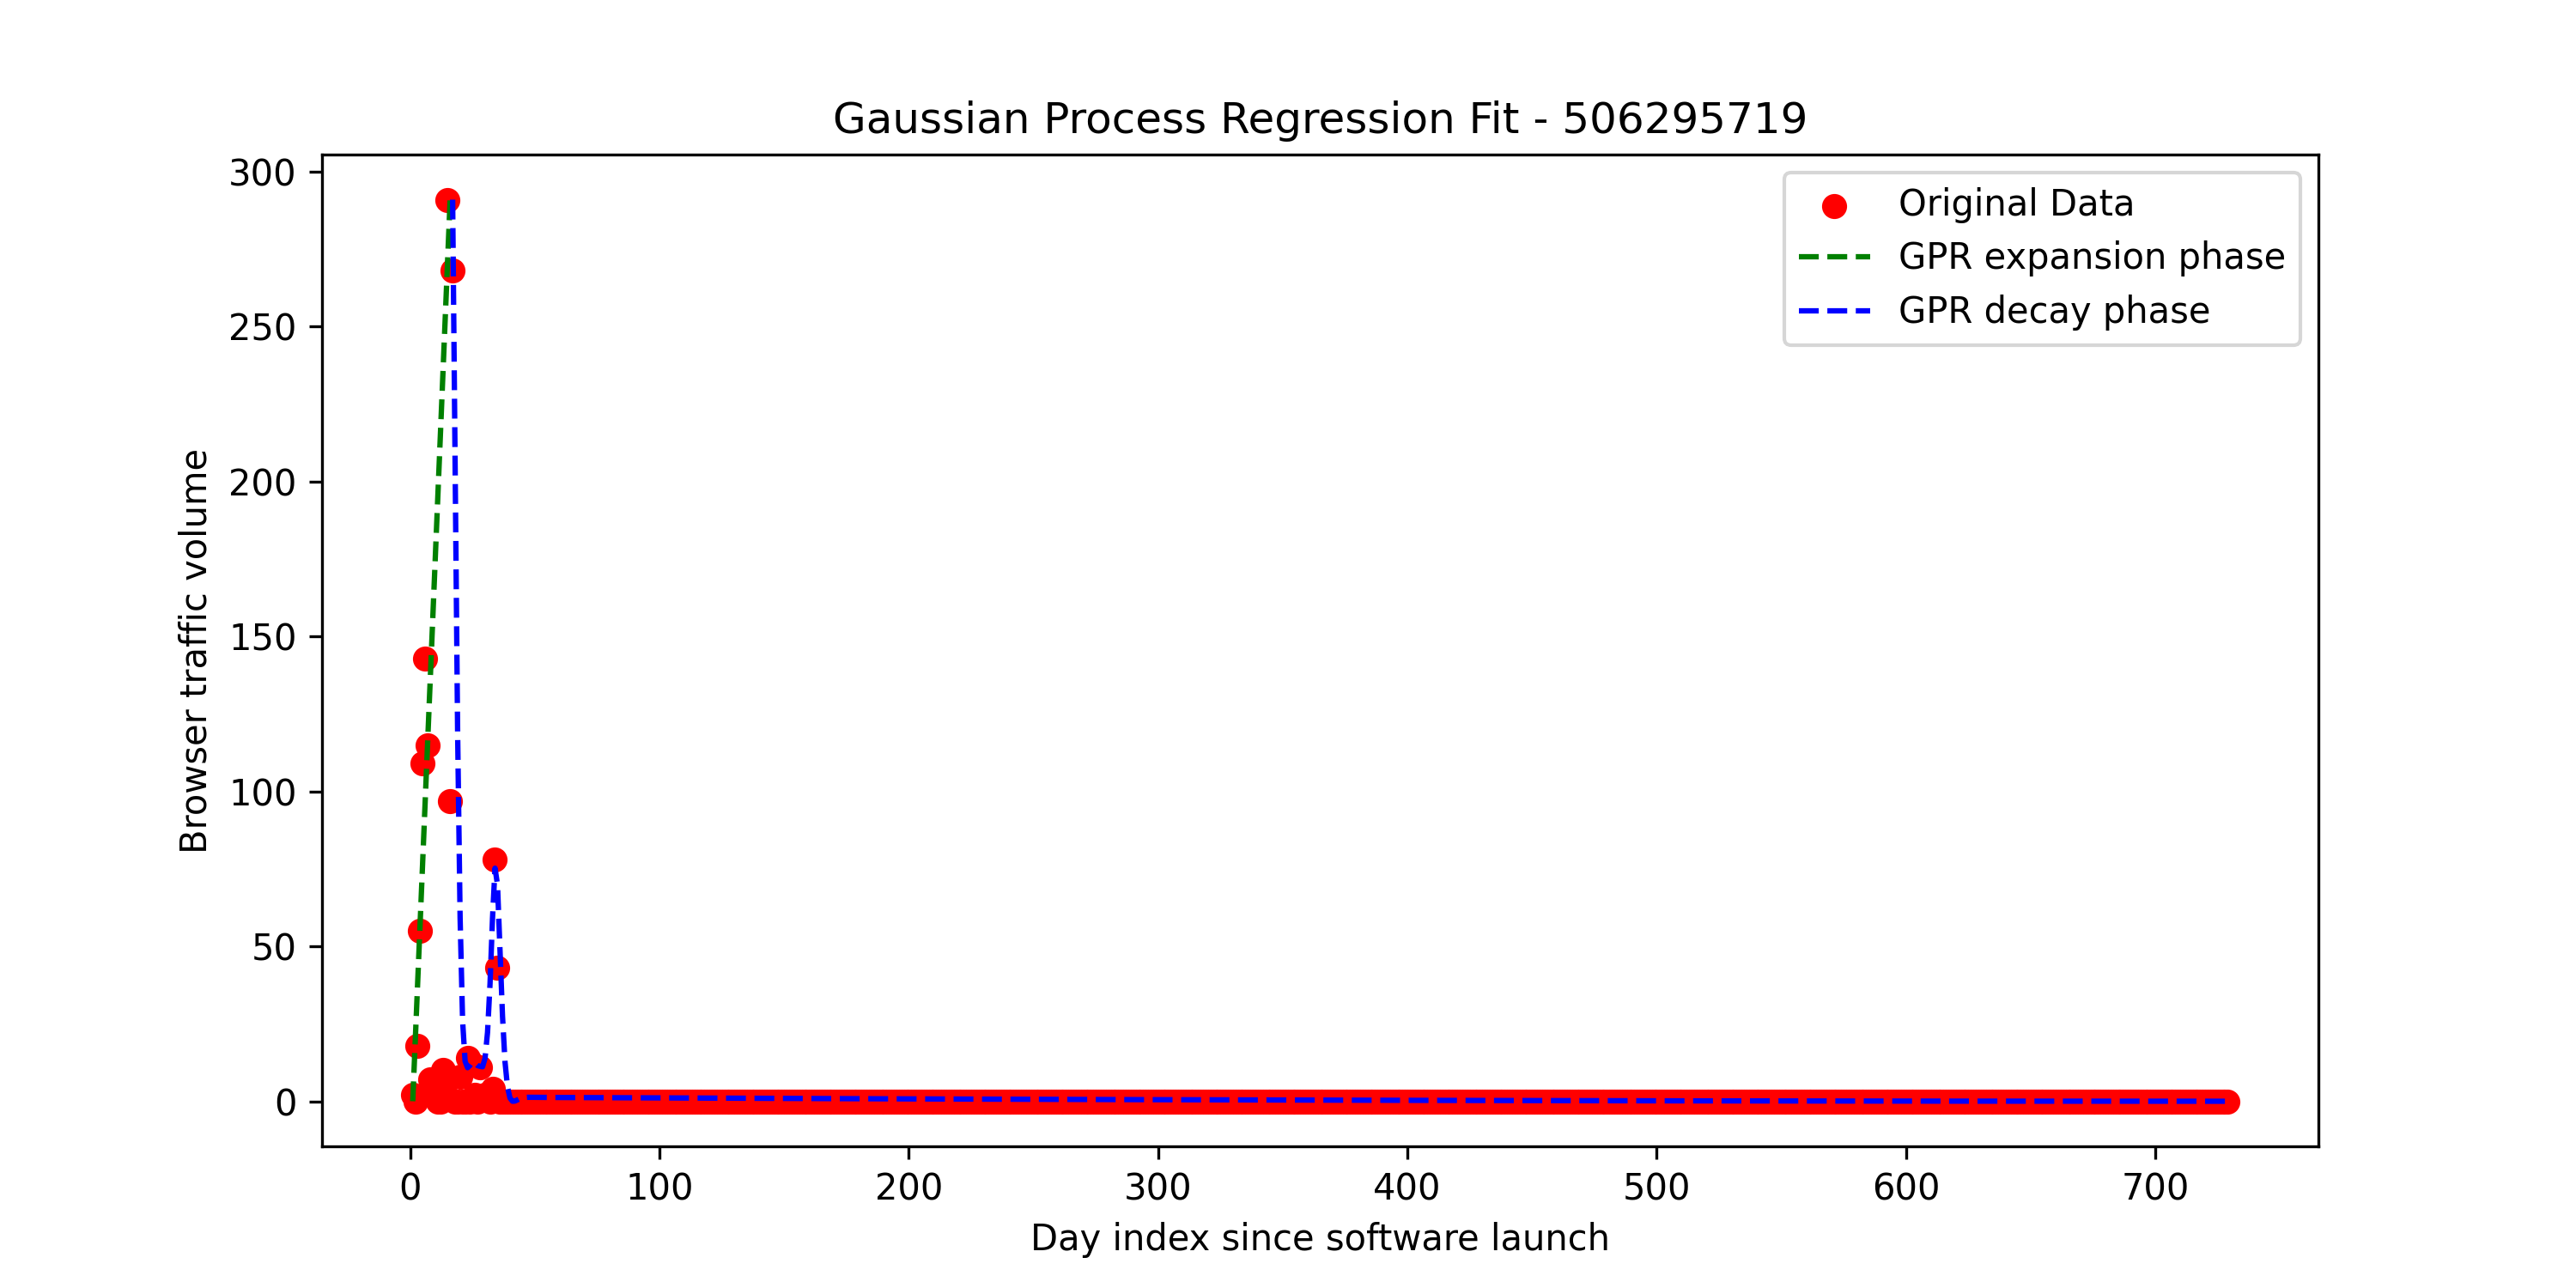 Gaussian Process Regression Fit - 506295719
300
250
200
150
100
50
0
Browser traffic volume
Original Data
GPR expansion phase
GPR decay phase
0 100 200 300 400 500 600 700
Day index since software launch